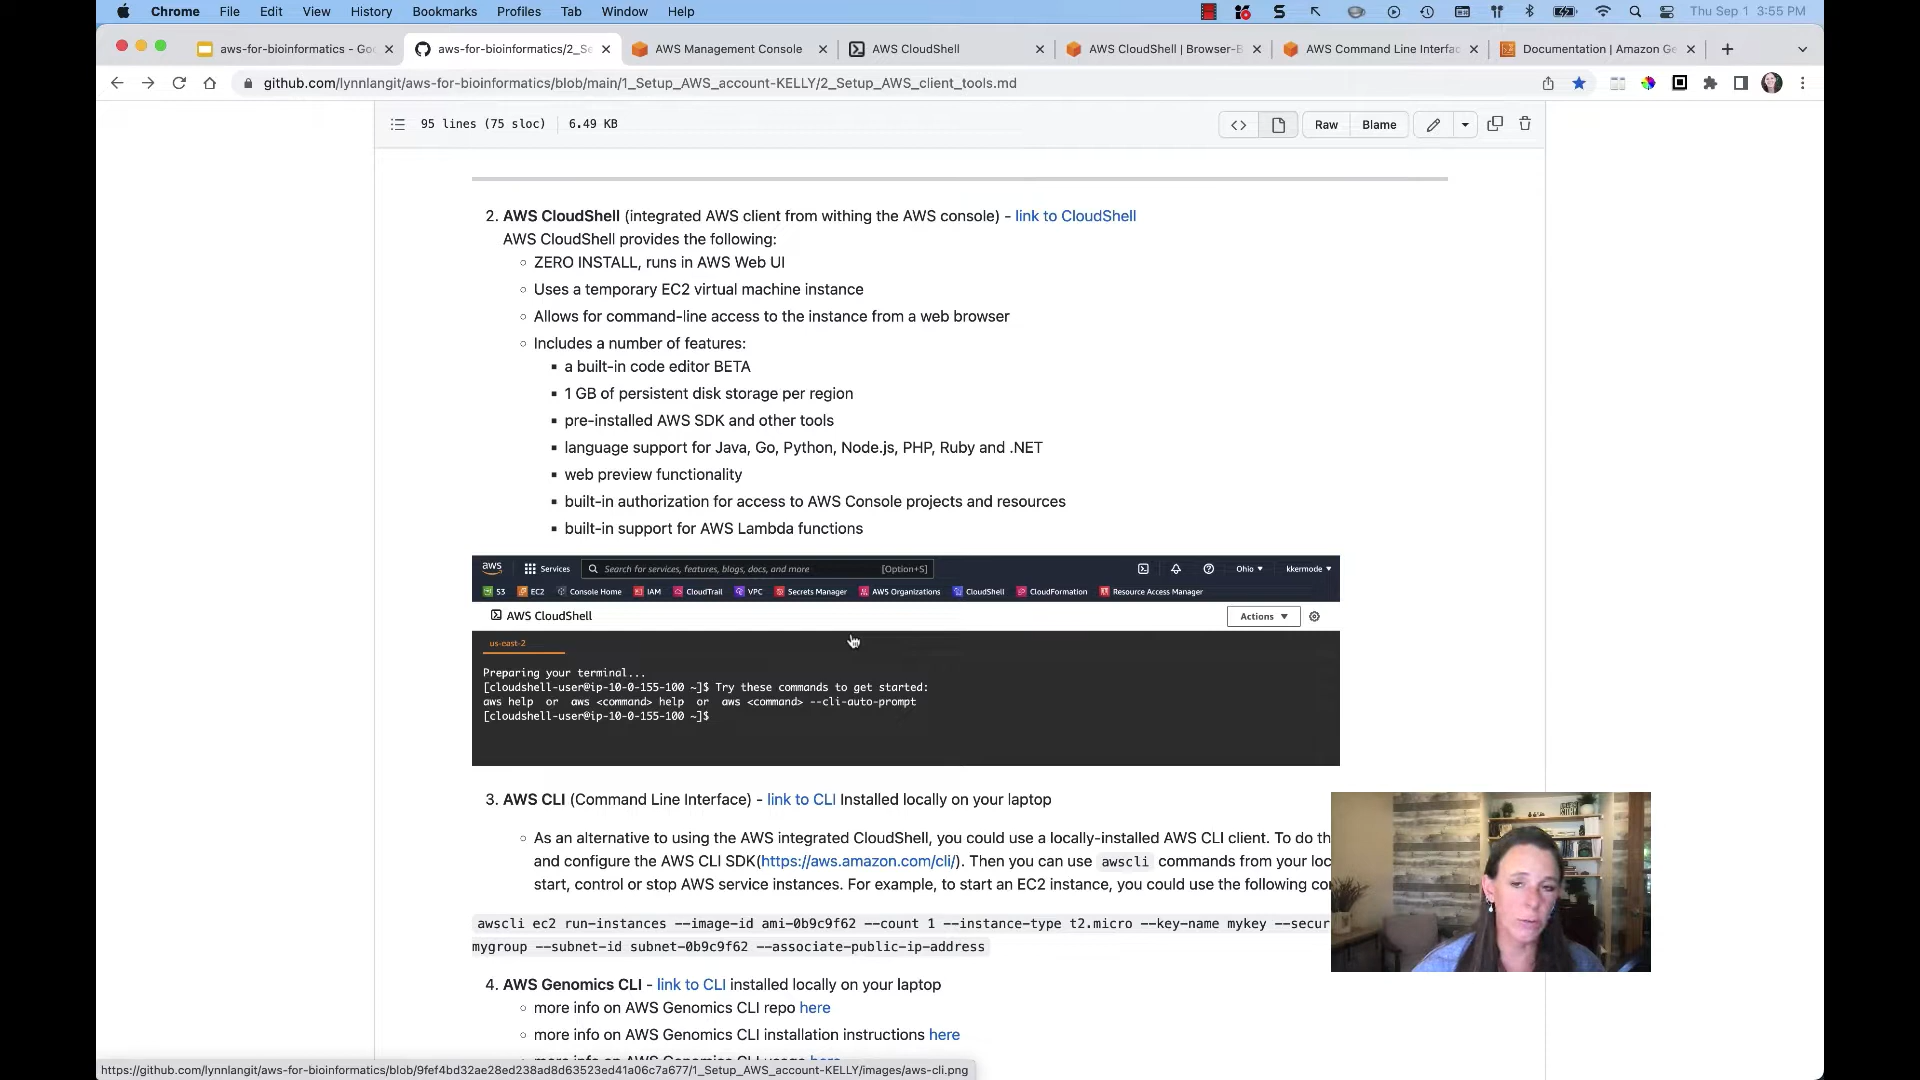 Chrome File Edit View History Bookmarks Profiles Tab Window Help Thu Sep 1 3:55 PM
aws-for-bioinformatics - Goo aws-for-bioinformatics/2_Se AWS Management Console AWS CloudShell AWS CloudShell | Browser-B AWS Command Line Interfac Documentation | Amazon Ge
github.com/lynnlangit/aws-for-bioinformatics/blob/main/1_Setup_AWS_account-KELLY/2_Setup_AWS_client_tools.md
95 lines (75 sloc) 6.49 KB Raw Blame
2. AWS CloudShell (integrated AWS client from withing the AWS console) - link to CloudShell
AWS CloudShell provides the following:
ZERO INSTALL, runs in AWS Web UI
Uses a temporary EC2 virtual machine instance
Allows for command-line access to the instance from a web browser
Includes a number of features:
a built-in code editor BETA
1 GB of persistent disk storage per region
pre-installed AWS SDK and other tools
language support for Java, Go, Python, Node.js, PHP, Ruby and .NET
web preview functionality
built-in authorization for access to AWS Console projects and resources
built-in support for AWS Lambda functions
aws Services Search for services, features, blogs, docs, and more [Option+S] Ohio kkermode
S3 EC2 Console Home IAM CloudTrail VPC Secrets Manager AWS Organizations CloudShell CloudFormation Resource Access Manager
AWS CloudShell Actions
us-east-2
Preparing your terminal...
[cloudshell-user@ip-10-0-155-100 ~]$ Try these commands to get started:
aws help or aws <command> help or aws <command> --cli-auto-prompt
[cloudshell-user@ip-10-0-155-100 ~]$
3. AWS CLI (Command Line Interface) - link to CLI Installed locally on your laptop
As an alternative to using the AWS integrated CloudShell, you could use a locally-installed AWS CLI client. To do th
and configure the AWS CLI SDK(https://aws.amazon.com/cli/). Then you can use awscli commands from your loc
start, control or stop AWS service instances. For example, to start an EC2 instance, you could use the following co
awscli ec2 run-instances --image-id ami-0b9c9f62 --count 1 --instance-type t2.micro --key-name mykey --secur
mygroup --subnet-id subnet-0b9c9f62 --associate-public-ip-address
4. AWS Genomics CLI - link to CLI installed locally on your laptop
more info on AWS Genomics CLI repo here
more info on AWS Genomics CLI installation instructions here
more info on AWS Genomics CLI usage here
https://github.com/lynnlangit/aws-for-bioinformatics/blob/9fef4bd32ae28ed238ad8d63523ed41a06c7a677/1_Setup_AWS_account-KELLY/images/aws-cli.png